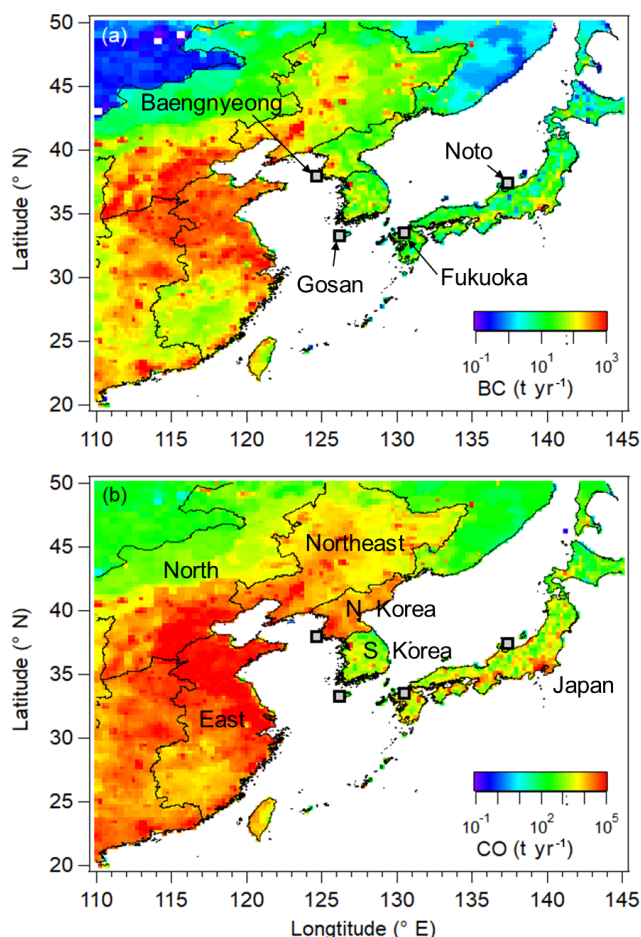 50
(a)
45
Baengnyeong
40
Noto
35
Latitude (° N)
30
Gosan
Fukuoka
25
10⁻¹ 10¹ 10³
BC (t yr⁻¹)
20
110 115 120 125 130 135 140 145
50
(b)
45
Northeast
North
40
N. Korea
S. Korea
35
Latitude (° N)
Japan
East
30
25
10⁻¹ 10² 10⁵
CO (t yr⁻¹)
20
110 115 120 125 130 135 140 145
Longtitude (° E)